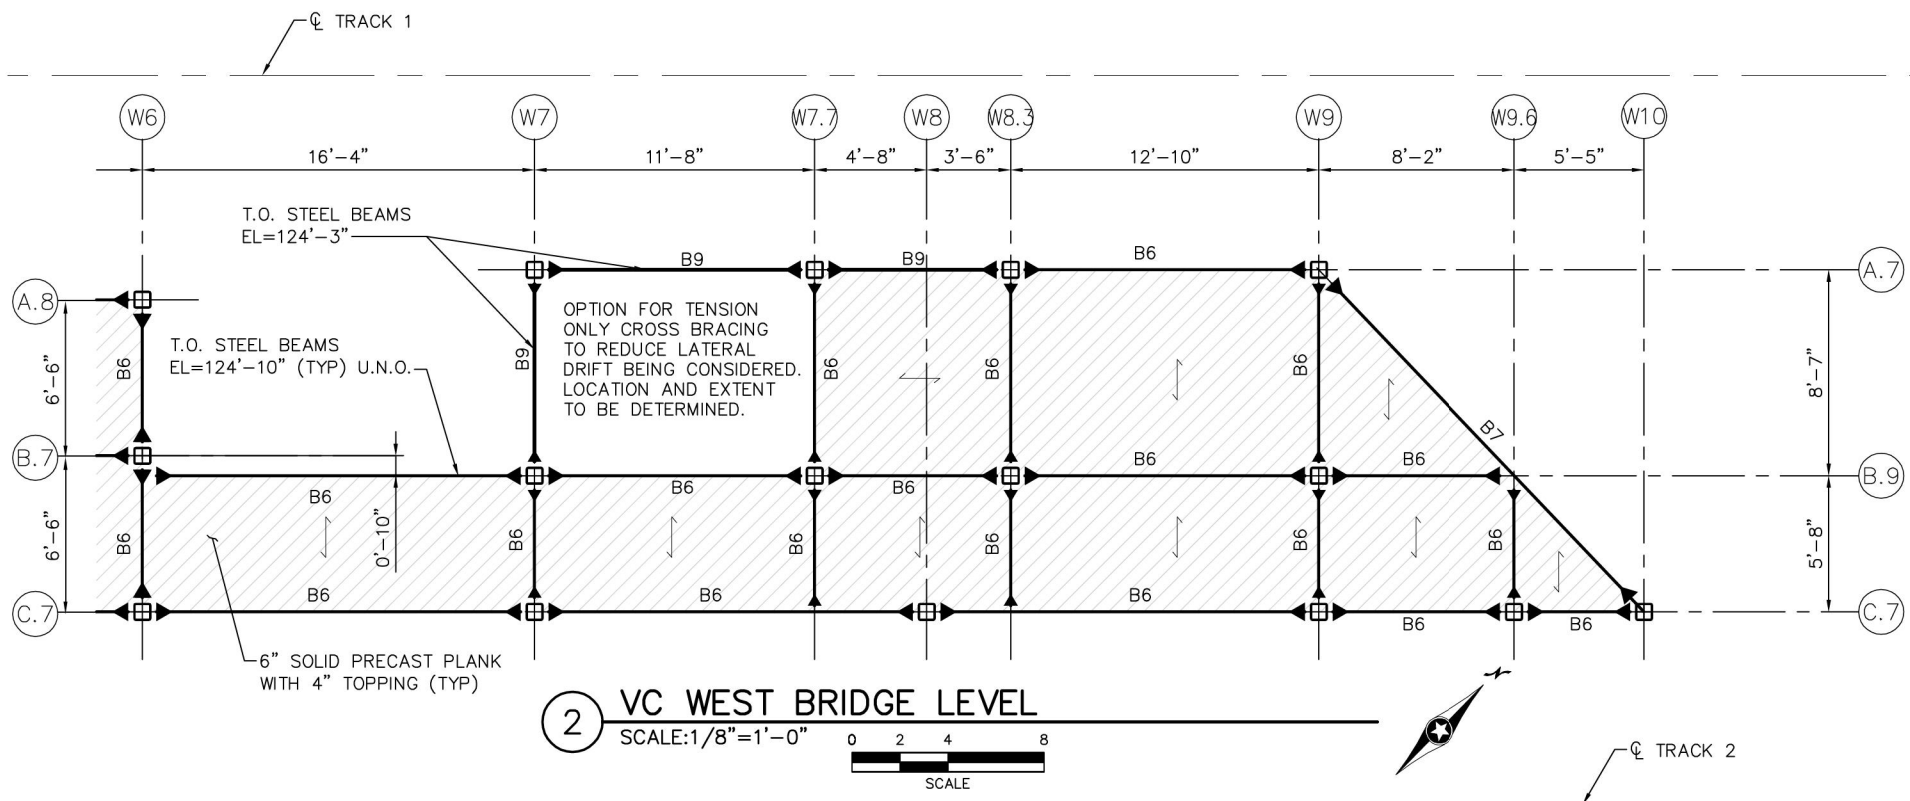 ℄ TRACK 1
W6
W7
W7.7
W8
W8.3
W9
W9.6
W10
16'-4"
11'-8"
4'-8"
3'-6"
12'-10"
8'-2"
5'-5"
T.O. STEEL BEAMS
EL=124'-3"
B9
B9
B6
A.7
A.8
OPTION FOR TENSION
ONLY CROSS BRACING
TO REDUCE LATERAL
DRIFT BEING CONSIDERED.
LOCATION AND EXTENT
TO BE DETERMINED.
T.O. STEEL BEAMS
EL=124'-10" (TYP) U.N.O.
6'-6"
B6
B9
B6
B6
B6
B7
8'-7"
B.7
B6
B6
B6
B6
B6
B.9
6'-6"
B6
0'-10"
B6
B6
B6
B6
B6
5'-8"
C.7
B6
B6
B6
B6
B6
C.7
6" SOLID PRECAST PLANK
WITH 4" TOPPING (TYP)
2
VC WEST BRIDGE LEVEL
SCALE:1/8"=1'-0"
0 2 4 8
SCALE
N
℄ TRACK 2